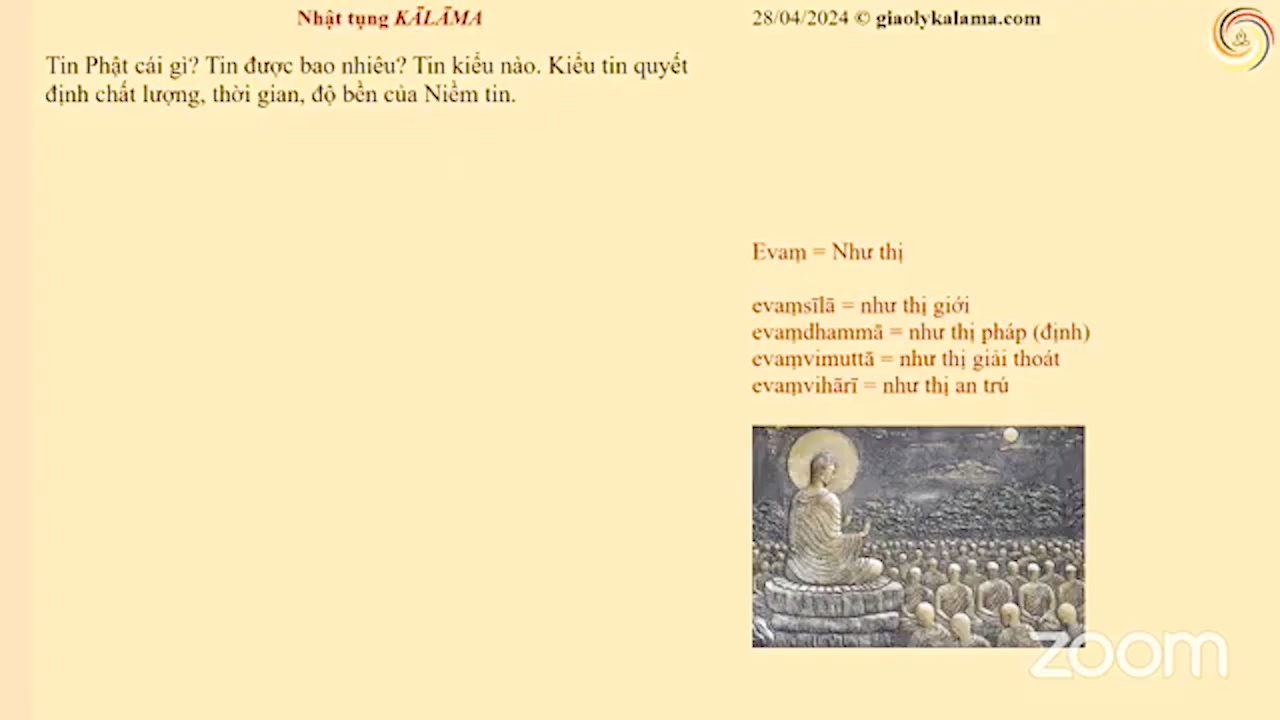 Nhật tụng KĀLĀMA
28/04/2024 © giaolykalama.com
Tin Phật cái gì? Tin được bao nhiêu? Tin kiểu nào. Kiểu tin quyết
định chất lượng, thời gian, độ bền của Niềm tin.
Evaṃ = Như thị
evaṃsīlā = như thị giới
evaṃdhammā = như thị pháp (định)
evaṃvimuttā = như thị giải thoát
evaṃvihārī = như thị an trú
zoom